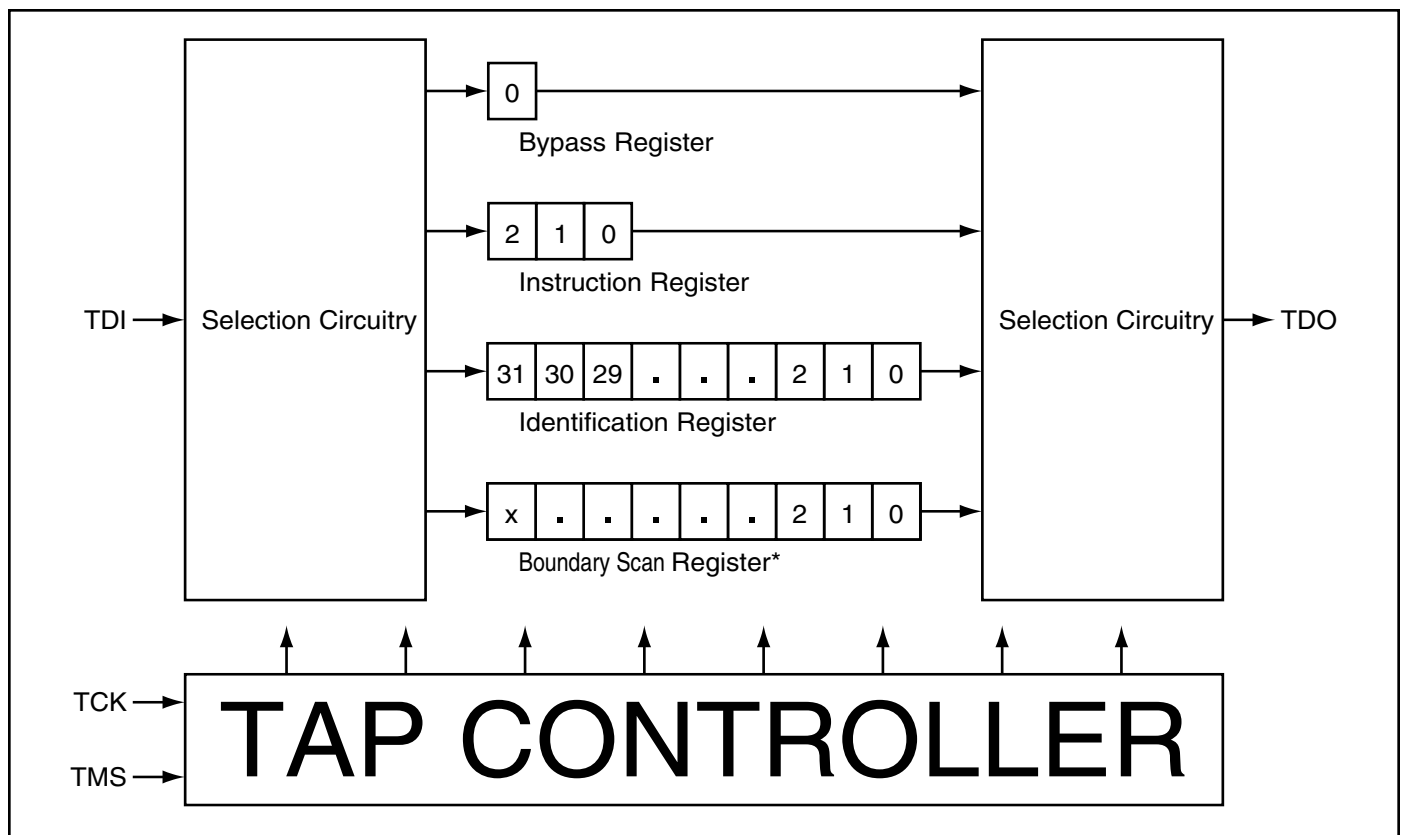 0
Bypass Register
2 1 0
Instruction Register
TDI
Selection Circuitry
Selection Circuitry
TDO
31 30 29 . . . 2 1 0
Identification Register
x . . . . . 2 1 0
Boundary Scan Register*
TCK
TMS
TAP CONTROLLER